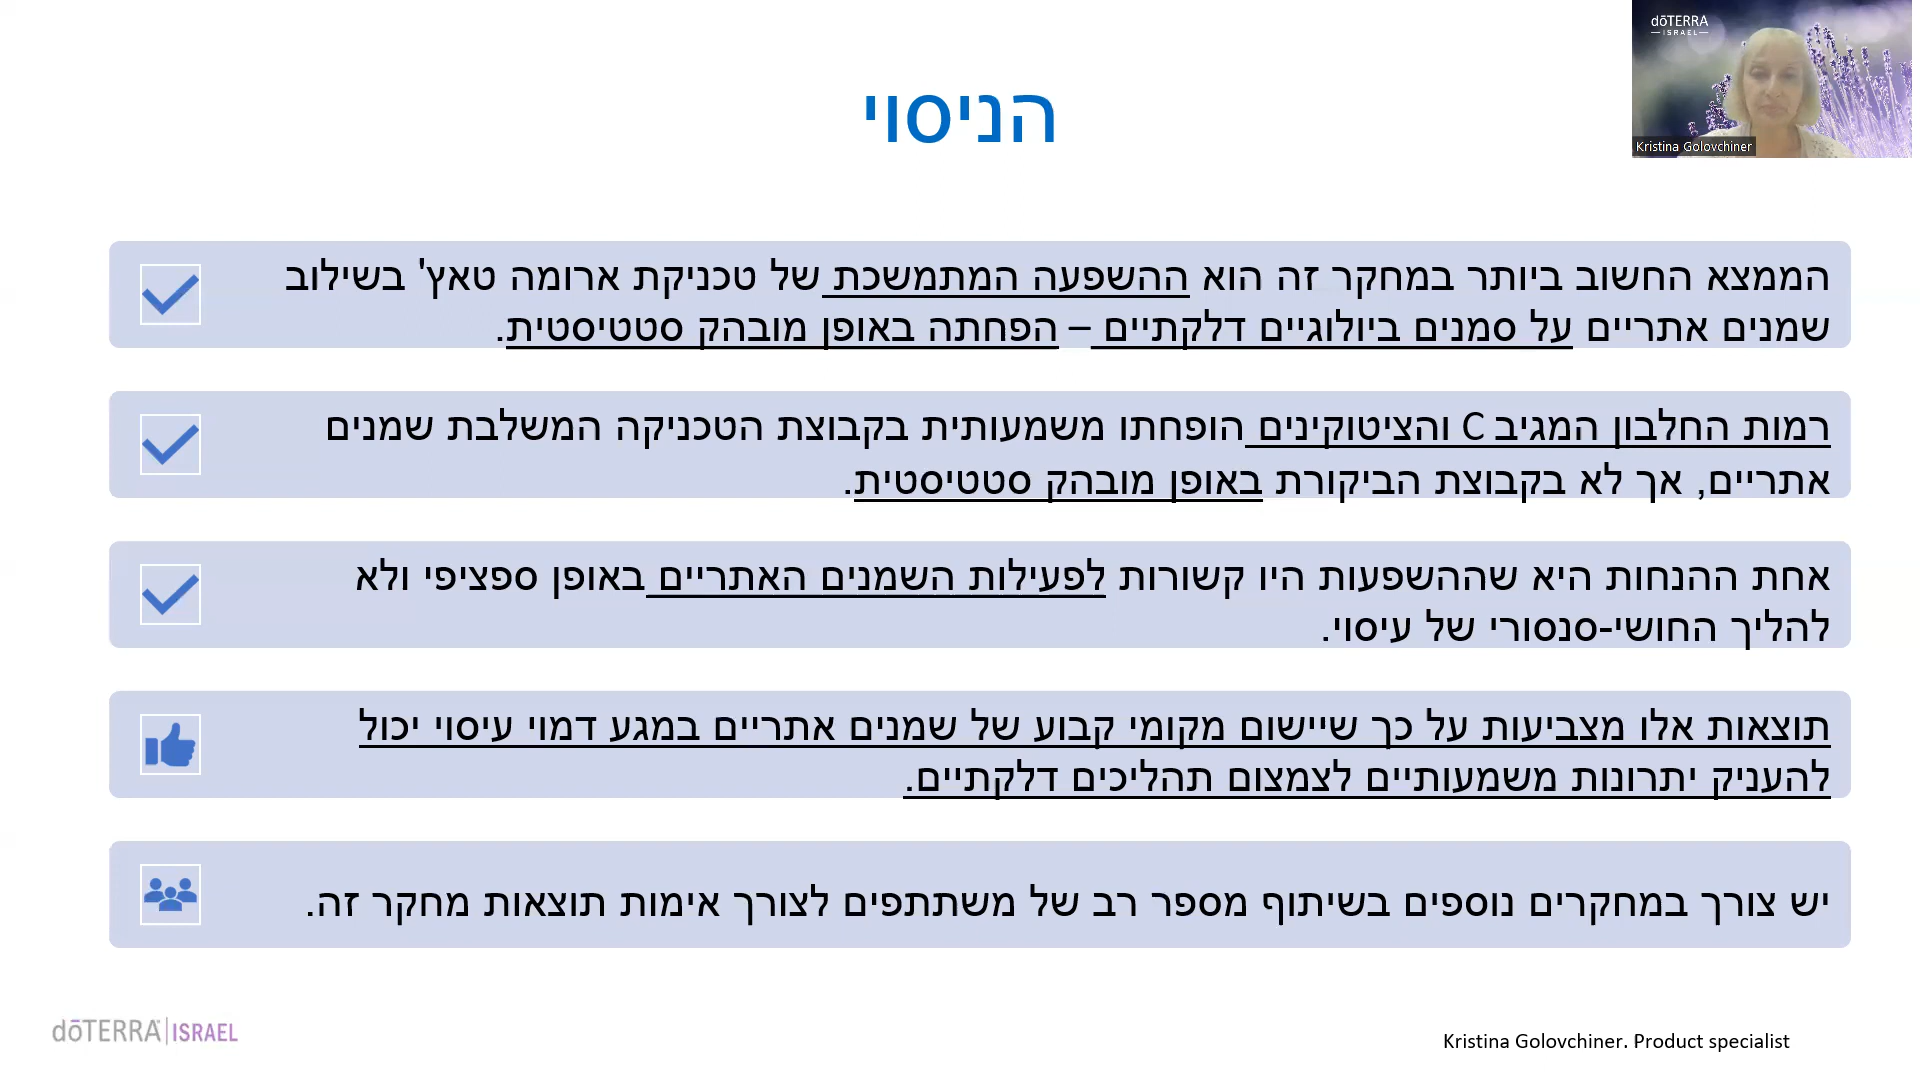 dōTERRA
ISRAEL
Kristina Golovchiner
הניסוי
הממצא החשוב ביותר במחקר זה הוא ההשפעה המתמשכת של טכניקת ארומה טאץ' בשילוב
שמנים אתריים על סמנים ביולוגיים דלקתיים – הפחתה באופן מובהק סטטיסטית.
רמות החלבון המגיב C והציטוקינים הופחתו משמעותית בקבוצת הטכניקה המשלבת שמנים
אתריים, אך לא בקבוצת הביקורת באופן מובהק סטטיסטית.
אחת ההנחות היא שההשפעות היו קשורות לפעילות השמנים האתריים באופן ספציפי ולא
להליך החושי-סנסורי של עיסוי.
תוצאות אלו מצביעות על כך שיישום מקומי קבוע של שמנים אתריים במגע דמוי עיסוי יכול
להעניק יתרונות משמעותיים לצמצום תהליכים דלקתיים.
יש צורך במחקרים נוספים בשיתוף מספר רב של משתתפים לצורך אימות תוצאות מחקר זה.
dōTERRA | ISRAEL
Kristina Golovchiner. Product specialist